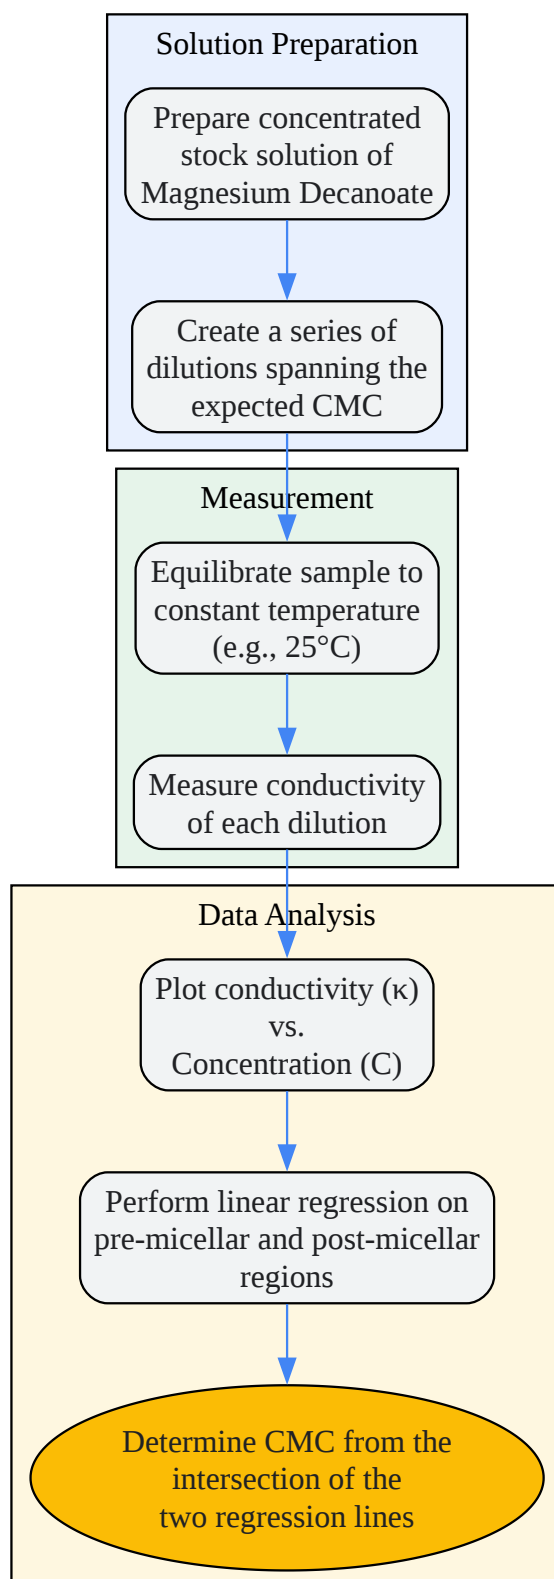 Solution Preparation
Prepare concentrated
stock solution of
Magnesium Decanoate
Create a series of
dilutions spanning the
expected CMC
Measurement
Equilibrate sample to
constant temperature
(e.g., 25°C)
Measure conductivity
of each dilution
Data Analysis
Plot conductivity (κ)
vs.
Concentration (C)
Perform linear regression on
pre-micellar and post-micellar
regions
Determine CMC from the
intersection of the
two regression lines